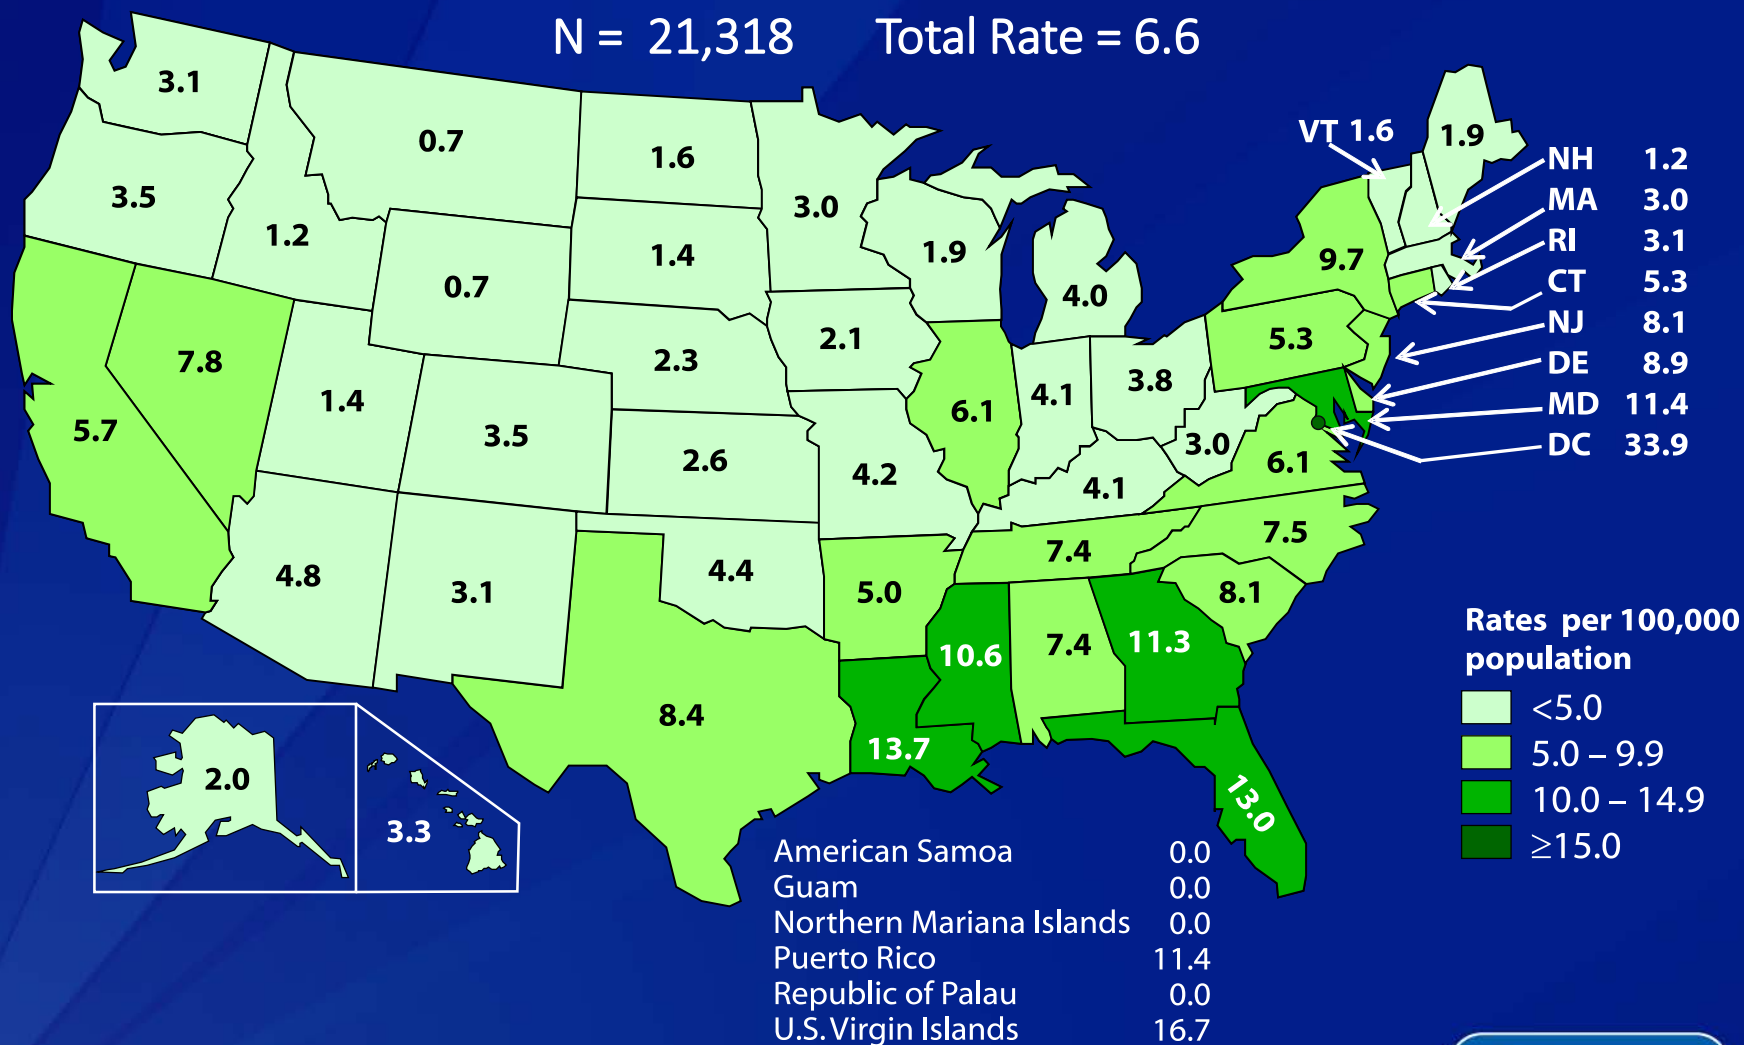 N = 21,318 Total Rate = 6.6
3.1
0.7
1.6
VT 1.6
1.9
NH 1.2
3.5
3.0
MA 3.0
1.2
1.4
1.9
9.7
RI 3.1
0.7
4.0
CT 5.3
7.8
2.3
2.1
5.3
NJ 8.1
1.4
4.1
3.8
DE 8.9
5.7
3.5
6.1
MD 11.4
2.6
4.2
3.0
6.1
DC 33.9
4.1
4.8
3.1
4.4
5.0
7.4
7.5
8.1
10.6
7.4
11.3
Rates per 100,000
population
<5.0
8.4
13.7
5.0 – 9.9
2.0
3.3
13.0
10.0 – 14.9
≥15.0
American Samoa 0.0
Guam 0.0
Northern Mariana Islands 0.0
Puerto Rico 11.4
Republic of Palau 0.0
U.S. Virgin Islands 16.7